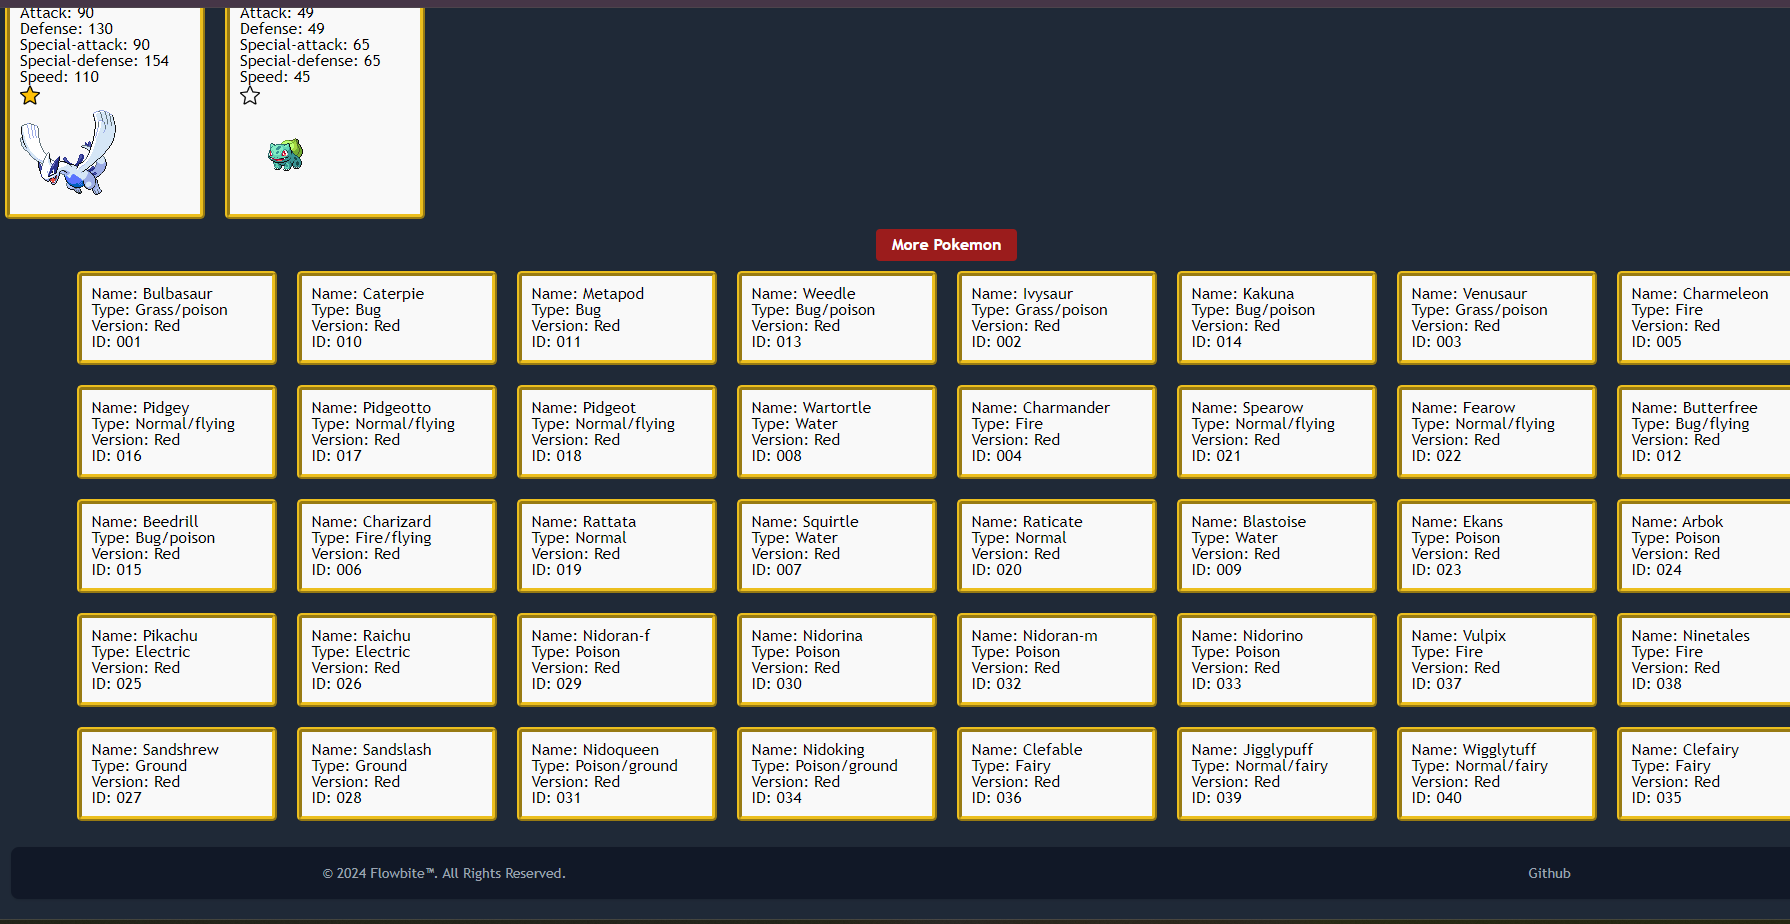 Attack: 90
Defense: 130
Special-attack: 90
Special-defense: 154
Speed: 110
Attack: 49
Defense: 49
Special-attack: 65
Special-defense: 65
Speed: 45
More Pokemon
Name: Bulbasaur
Type: Grass/poison
Version: Red
ID: 001
Name: Caterpie
Type: Bug
Version: Red
ID: 010
Name: Metapod
Type: Bug
Version: Red
ID: 011
Name: Weedle
Type: Bug/poison
Version: Red
ID: 013
Name: Ivysaur
Type: Grass/poison
Version: Red
ID: 002
Name: Kakuna
Type: Bug/poison
Version: Red
ID: 014
Name: Venusaur
Type: Grass/poison
Version: Red
ID: 003
Name: Charmeleon
Type: Fire
Version: Red
ID: 005
Name: Pidgey
Type: Normal/flying
Version: Red
ID: 016
Name: Pidgeotto
Type: Normal/flying
Version: Red
ID: 017
Name: Pidgeot
Type: Normal/flying
Version: Red
ID: 018
Name: Wartortle
Type: Water
Version: Red
ID: 008
Name: Charmander
Type: Fire
Version: Red
ID: 004
Name: Spearow
Type: Normal/flying
Version: Red
ID: 021
Name: Fearow
Type: Normal/flying
Version: Red
ID: 022
Name: Butterfree
Type: Bug/flying
Version: Red
ID: 012
Name: Beedrill
Type: Bug/poison
Version: Red
ID: 015
Name: Charizard
Type: Fire/flying
Version: Red
ID: 006
Name: Rattata
Type: Normal
Version: Red
ID: 019
Name: Squirtle
Type: Water
Version: Red
ID: 007
Name: Raticate
Type: Normal
Version: Red
ID: 020
Name: Blastoise
Type: Water
Version: Red
ID: 009
Name: Ekans
Type: Poison
Version: Red
ID: 023
Name: Arbok
Type: Poison
Version: Red
ID: 024
Name: Pikachu
Type: Electric
Version: Red
ID: 025
Name: Raichu
Type: Electric
Version: Red
ID: 026
Name: Nidoran-f
Type: Poison
Version: Red
ID: 029
Name: Nidorina
Type: Poison
Version: Red
ID: 030
Name: Nidoran-m
Type: Poison
Version: Red
ID: 032
Name: Nidorino
Type: Poison
Version: Red
ID: 033
Name: Vulpix
Type: Fire
Version: Red
ID: 037
Name: Ninetales
Type: Fire
Version: Red
ID: 038
Name: Sandshrew
Type: Ground
Version: Red
ID: 027
Name: Sandslash
Type: Ground
Version: Red
ID: 028
Name: Nidoqueen
Type: Poison/ground
Version: Red
ID: 031
Name: Nidoking
Type: Poison/ground
Version: Red
ID: 034
Name: Clefable
Type: Fairy
Version: Red
ID: 036
Name: Jigglypuff
Type: Normal/fairy
Version: Red
ID: 039
Name: Wigglytuff
Type: Normal/fairy
Version: Red
ID: 040
Name: Clefairy
Type: Fairy
Version: Red
ID: 035
© 2024 Flowbite™. All Rights Reserved.
Github